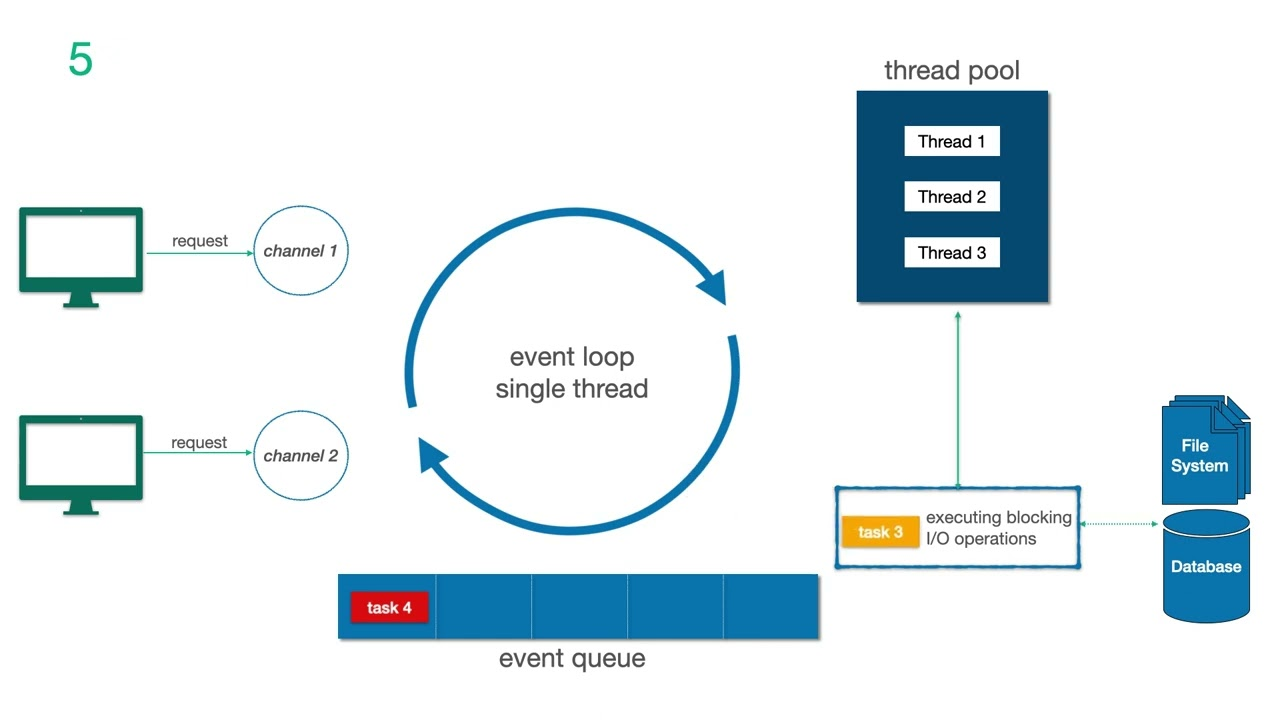 5
thread pool
Thread 1
Thread 2
Thread 3
request
channel 1
event loop
single thread
request
channel 2
File
System
task 3
executing blocking
I/O operations
Database
task 4
event queue